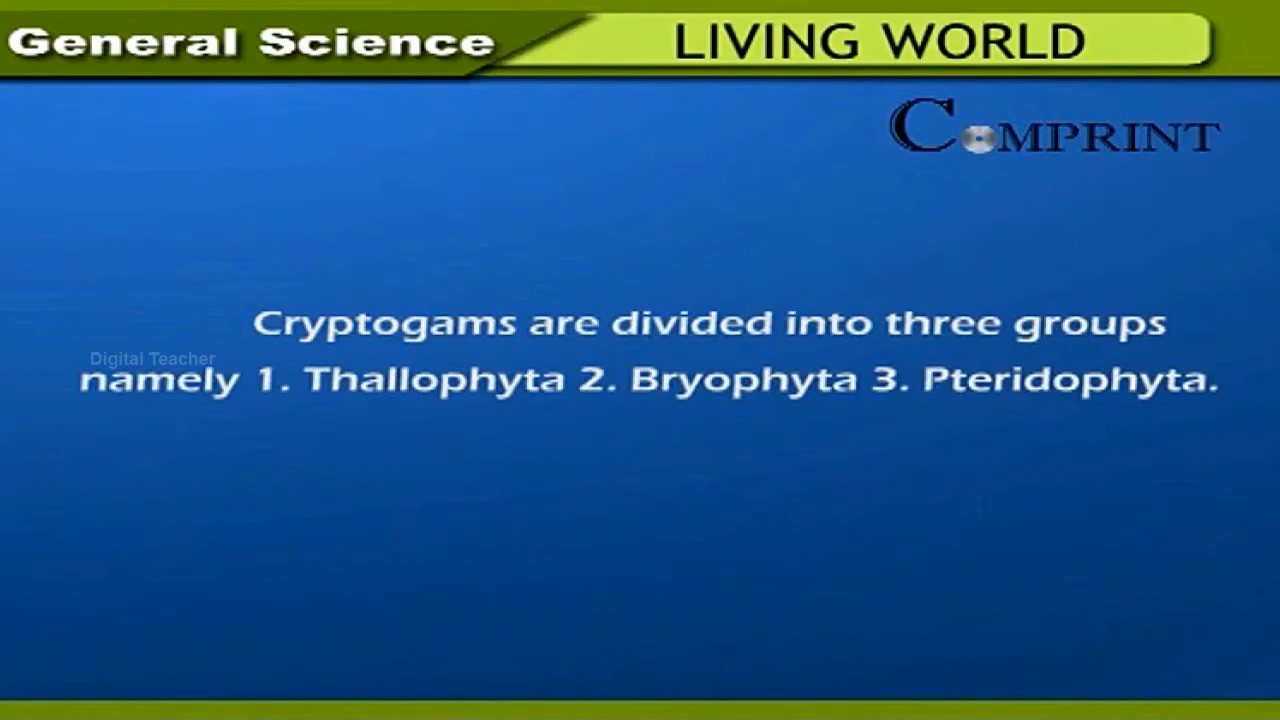 General Science
LIVING WORLD
COMPRINT
Cryptogams are divided into three groups
Digital Teacher
namely 1. Thallophyta 2. Bryophyta 3. Pteridophyta.